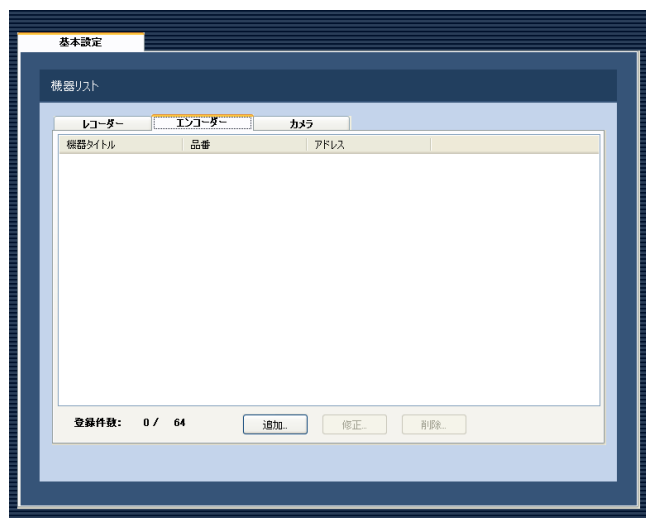 基本設定
機器リスト
レコーダー エンコーダー カメラ
機器タイトル 品番 アドレス
登録件数: 0 / 64 追加... 修正... 削除...